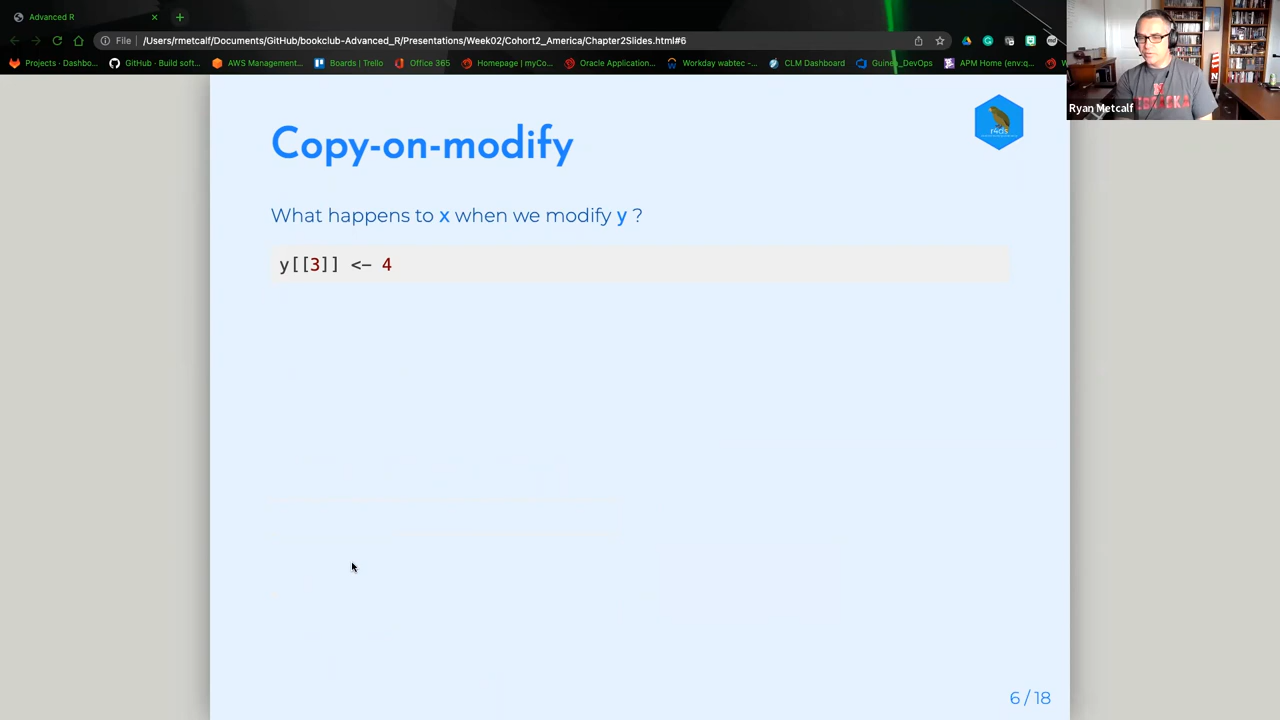 Advanced R
File /Users/rmetcalf/Documents/GitHub/bookclub-Advanced_R/Presentations/Week02/Cohort2_America/Chapter2Slides.html#6
Projects · Dashbo... GitHub · Build soft... AWS Management... Boards | Trello Office 365 Homepage | myCo... Oracle Application... Workday wabtec -... CLM Dashboard Guinea_DevOps APM Home (env:q...
Ryan Metcalf
r4ds
Copy-on-modify
What happens to x when we modify y ?
y[[3]] <- 4
6 / 18